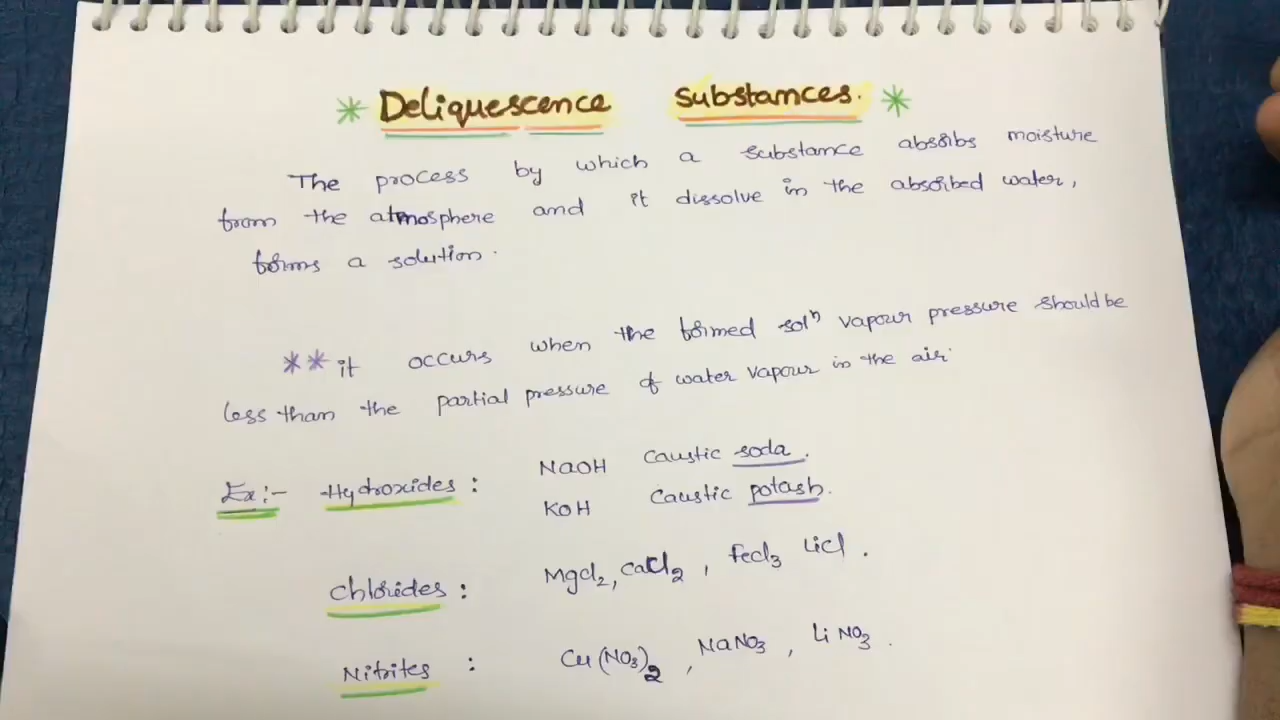 * Deliquescence Substances. *
The process by which a substance absorbs moisture
from the atmosphere and it dissolve in the absorbed water,
forms a solution.
** it occurs when the formed solⁿ vapour pressure should be
less than the partial pressure of water vapour in the air.
Ex:- Hydroxides : NaOH Caustic soda.
KOH Caustic potash.
Chlorides : MgCl₂, CaCl₂, FeCl₃ LiCl.
Nitrites : Cu(NO₃)₂, NaNO₃, LiNO₃.